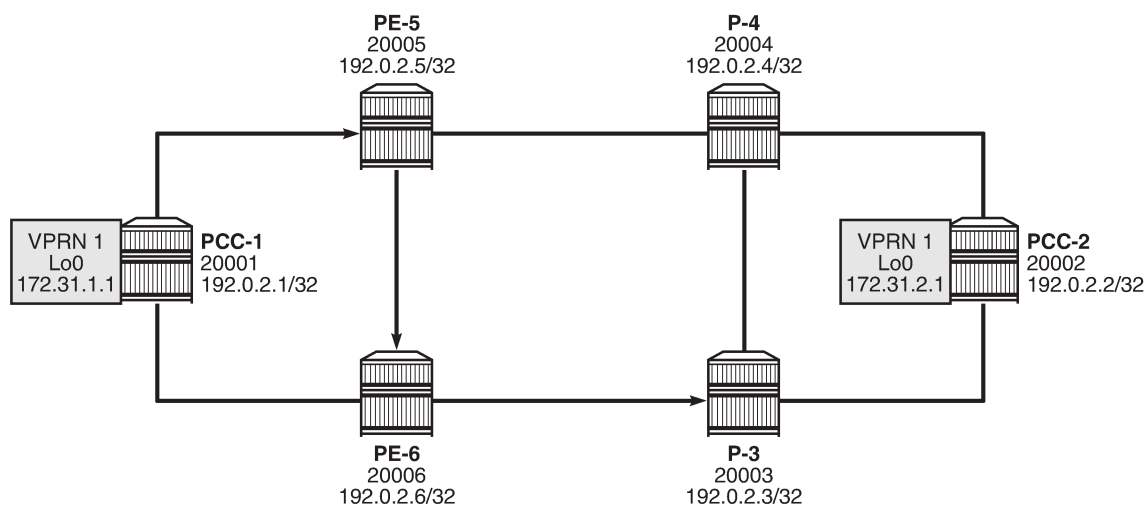 PE-5
20005
192.0.2.5/32
P-4
20004
192.0.2.4/32
VPRN 1
Lo0
172.31.1.1
PCC-1
20001
192.0.2.1/32
VPRN 1
Lo0
172.31.2.1
PCC-2
20002
192.0.2.2/32
PE-6
20006
192.0.2.6/32
P-3
20003
192.0.2.3/32